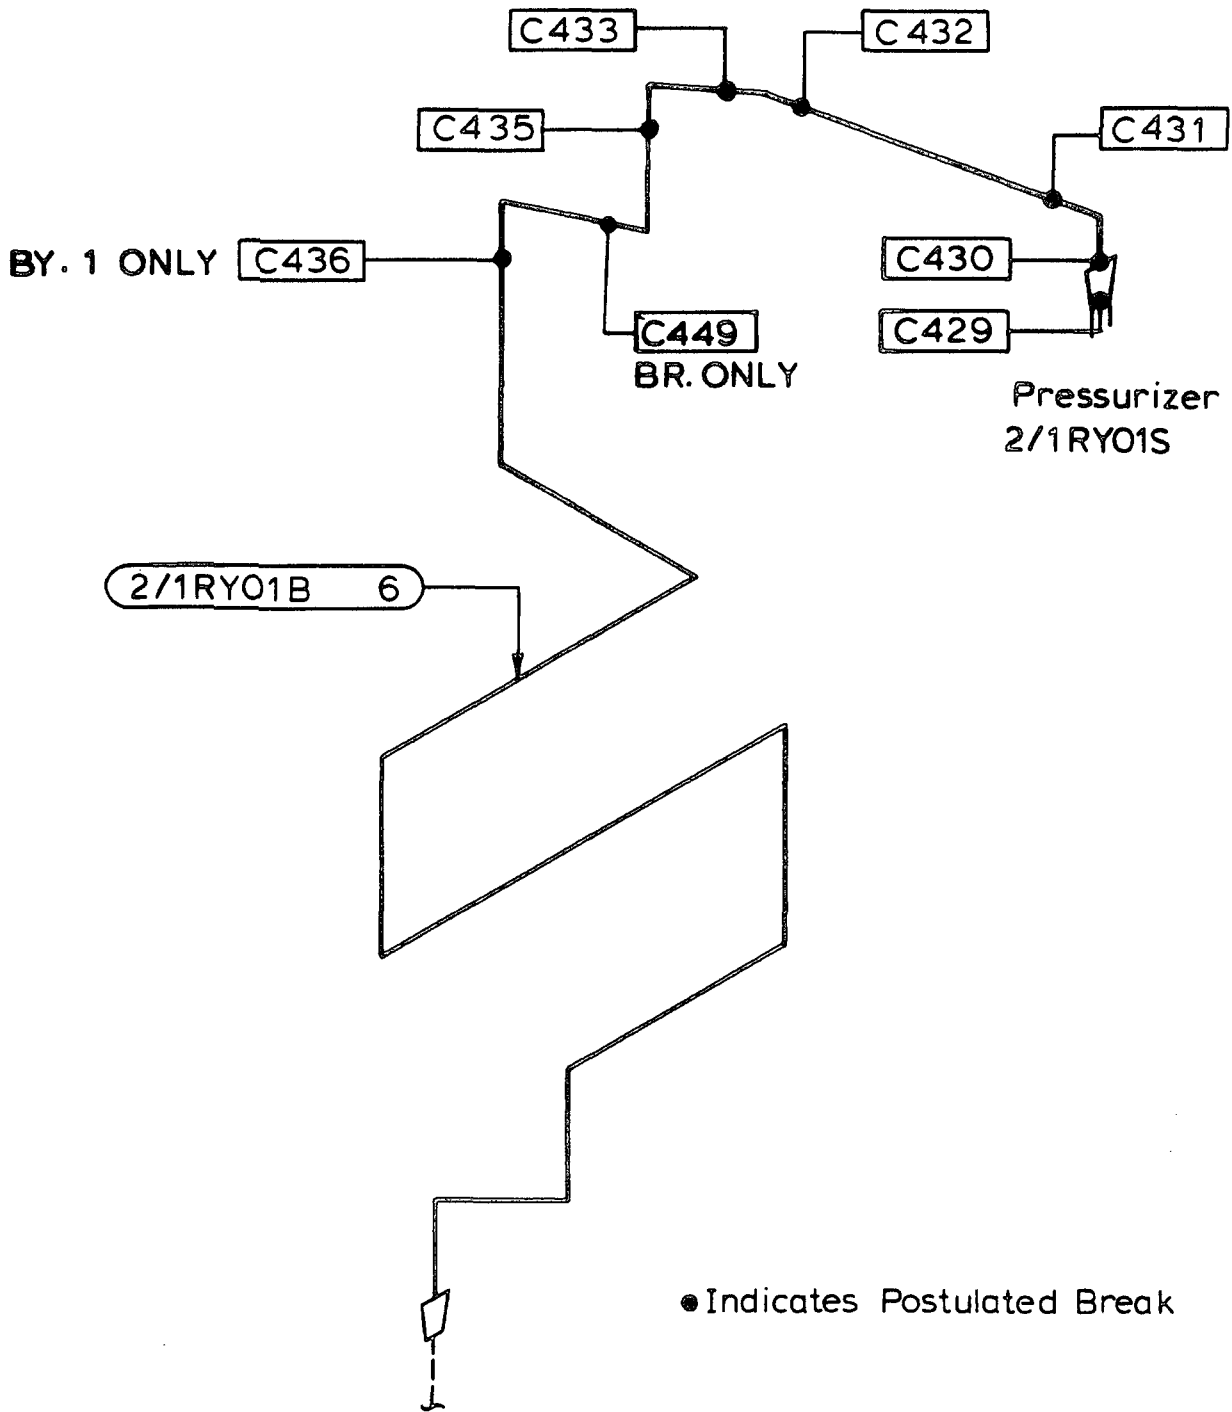 C433
C432
C435
C431
BY. 1 ONLY C436
C430
C449
BR. ONLY
C429
Pressurizer
2/1RY01S
2/1RY01B 6
Indicates Postulated Break